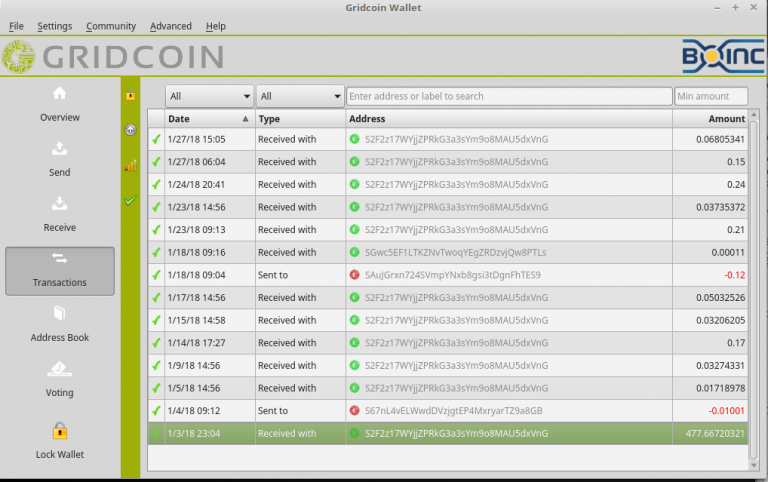 Gridcoin Wallet
File Settings Community Advanced Help
GRIDCOIN BOINC
All All Enter address or label to search Min amount
Date Type Address Amount
1/27/18 15:05 Received with S2F2z17WYjjZPRkG3a3sYm9o8MAU5dxVnG 0.06805341
1/27/18 06:04 Received with S2F2z17WYjjZPRkG3a3sYm9o8MAU5dxVnG 0.15
1/24/18 20:41 Received with S2F2z17WYjjZPRkG3a3sYm9o8MAU5dxVnG 0.24
1/23/18 14:56 Received with S2F2z17WYjjZPRkG3a3sYm9o8MAU5dxVnG 0.03735372
1/23/18 09:13 Received with S2F2z17WYjjZPRkG3a3sYm9o8MAU5dxVnG 0.21
1/18/18 09:16 Received with SGwc5EF1LTKZNvTwoqYEgZRDzvjQw8PTLs 0.00011
1/18/18 09:04 Sent to SAuJGrxn724SVmpYNxb8gsi3tDgnFhTES9 -0.12
1/17/18 14:56 Received with S2F2z17WYjjZPRkG3a3sYm9o8MAU5dxVnG 0.05032526
1/15/18 14:58 Received with S2F2z17WYjjZPRkG3a3sYm9o8MAU5dxVnG 0.03206205
1/14/18 17:27 Received with S2F2z17WYjjZPRkG3a3sYm9o8MAU5dxVnG 0.17
1/9/18 14:56 Received with S2F2z17WYjjZPRkG3a3sYm9o8MAU5dxVnG 0.03274331
1/5/18 14:56 Received with S2F2z17WYjjZPRkG3a3sYm9o8MAU5dxVnG 0.01718978
1/4/18 09:12 Sent to S67nL4vELWwdDVzjgtEP4MxryarTZ9a8GB -0.01001
1/3/18 23:04 Received with S2F2z17WYjjZPRkG3a3sYm9o8MAU5dxVnG 477.66720321
Overview
Send
Receive
Transactions
Address Book
Voting
Lock Wallet